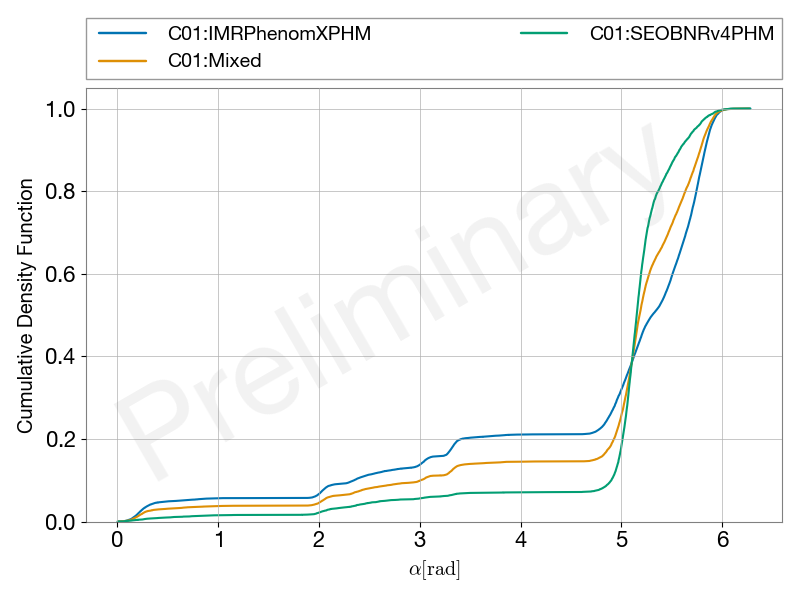 C01:IMRPhenomXPHM
C01:Mixed
C01:SEOBNRv4PHM
Cumulative Density Function
1.0
0.8
0.6
0.4
0.2
0.0
Preliminary
0 1 2 3 4 5 6
α[rad]